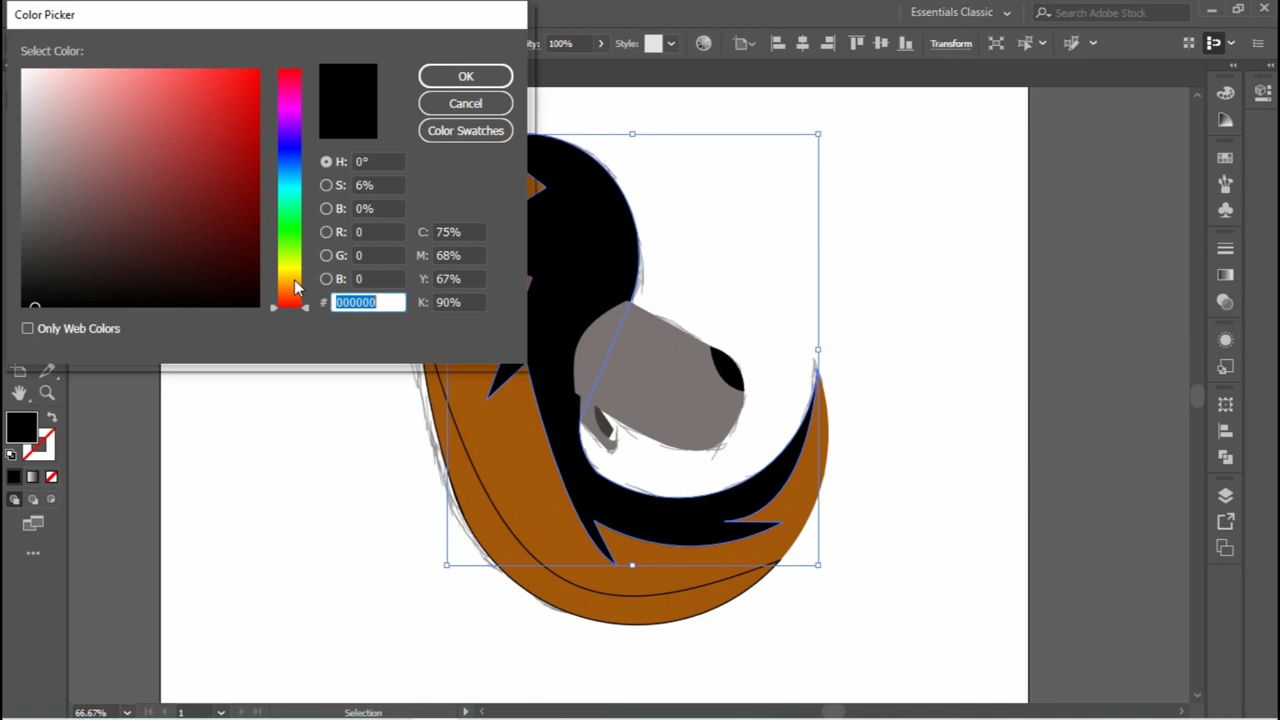 Color Picker
Essentials Classic
Search Adobe Stock
Select Color:
OK
ity:
100%
Style:
Transform
Cancel
Color Swatches
H:
0°
S:
6%
B:
0%
R:
0
C:
75%
G:
0
M:
68%
B:
0
Y:
67%
#
000000
K:
90%
Only Web Colors
66.67%
1
Selection